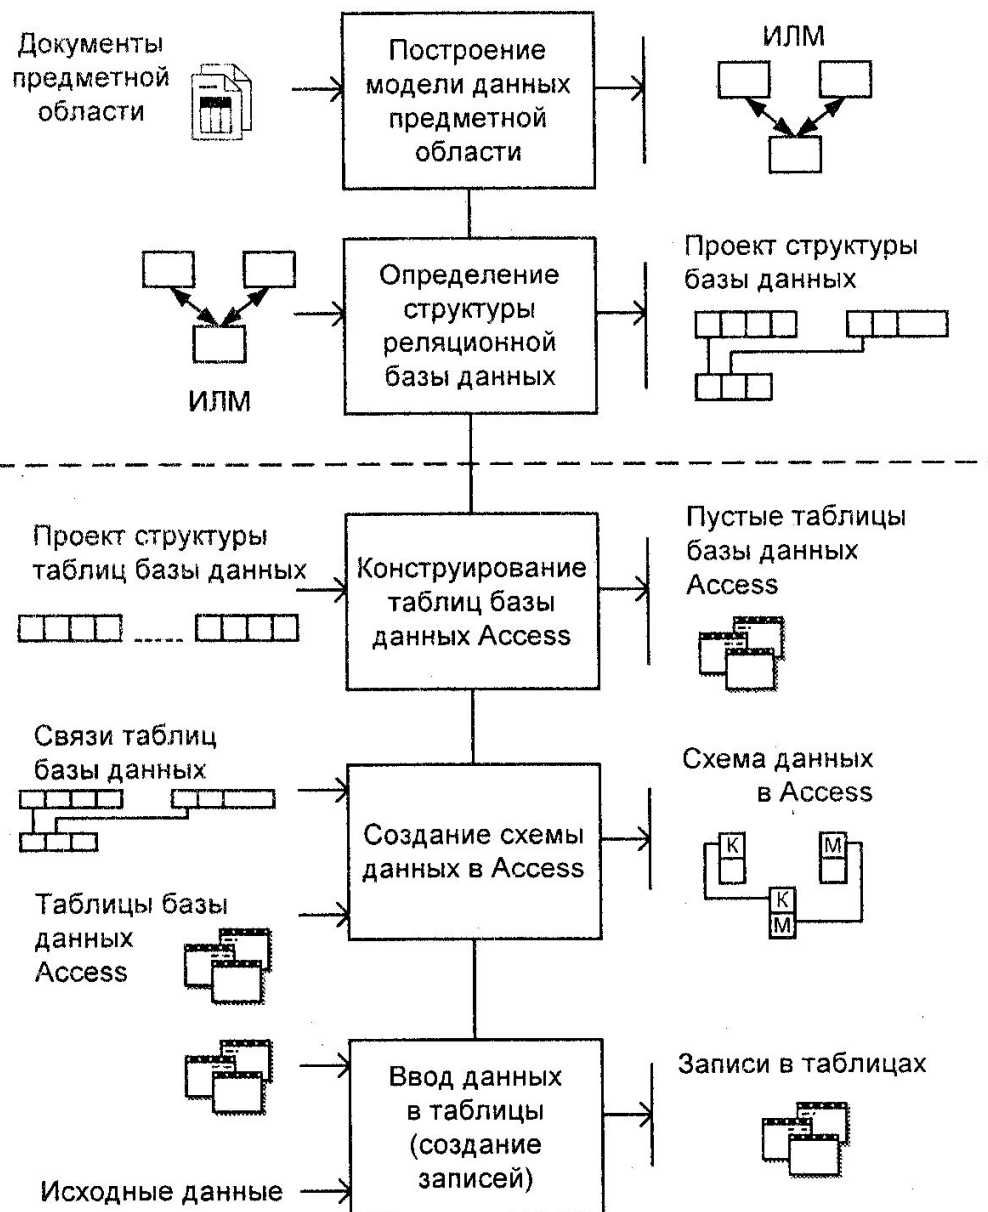 Документы
предметной
области
Построение
модели данных
предметной
области
ИЛМ
ИЛМ
Определение
структуры
реляционной
базы данных
Проект структуры
базы данных
Проект структуры
таблиц базы данных
Конструирование
таблиц базы
данных Access
Пустые таблицы
базы данных
Access
Связи таблиц
базы данных
Таблицы базы
данных
Access
Создание схемы
данных в Access
Схема данных
в Access
К
М
К
М
Исходные данные
Ввод данных
в таблицы
(создание
записей)
Записи в таблицах